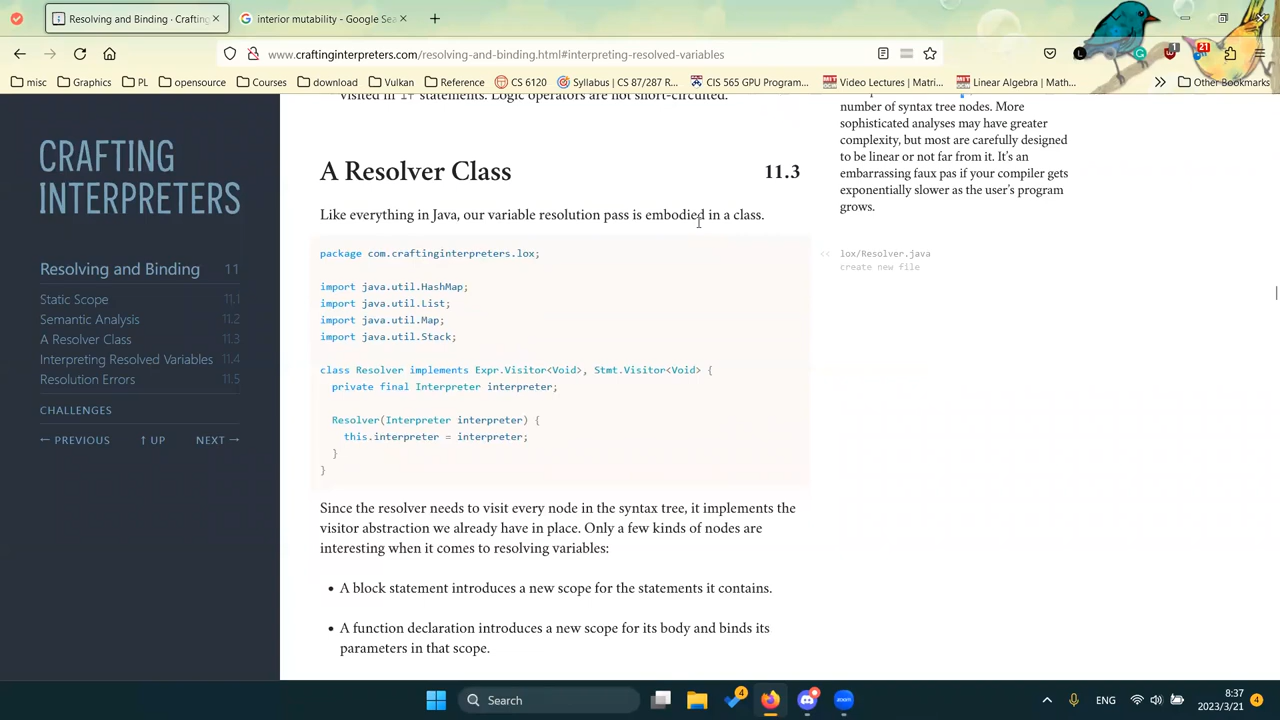 Resolving and Binding · Crafting
interior mutability - Google Sea
www.craftinginterpreters.com/resolving-and-binding.html#interpreting-resolved-variables
1
21
misc
Graphics
PL
opensource
Courses
download
Vulkan
Reference
CS 6120
Syllabus | CS 87/287 R...
CIS 565 GPU Program...
Video Lectures | Matri...
Linear Algebra | Math...
Other Bookmarks
CRAFTING
INTERPRETERS
Resolving and Binding 11
Static Scope 11.1
Semantic Analysis 11.2
A Resolver Class 11.3
Interpreting Resolved Variables 11.4
Resolution Errors 11.5
CHALLENGES
← PREVIOUS ↑ UP NEXT →
visited in if statements. Logic operators are not short-circuited.
A Resolver Class 11.3
Like everything in Java, our variable resolution pass is embodied in a class.
package com.craftinginterpreters.lox;
import java.util.HashMap;
import java.util.List;
import java.util.Map;
import java.util.Stack;
class Resolver implements Expr.Visitor<Void>, Stmt.Visitor<Void> {
private final Interpreter interpreter;
Resolver(Interpreter interpreter) {
this.interpreter = interpreter;
}
}
Since the resolver needs to visit every node in the syntax tree, it implements the
visitor abstraction we already have in place. Only a few kinds of nodes are
interesting when it comes to resolving variables:
• A block statement introduces a new scope for the statements it contains.
• A function declaration introduces a new scope for its body and binds its
parameters in that scope.
number of syntax tree nodes. More
sophisticated analyses may have greater
complexity, but most are carefully designed
to be linear or not far from it. It's an
embarrassing faux pas if your compiler gets
exponentially slower as the user's program
grows.
<< lox/Resolver.java
create new file
Search
4
ENG
8:37
2023/3/21
4